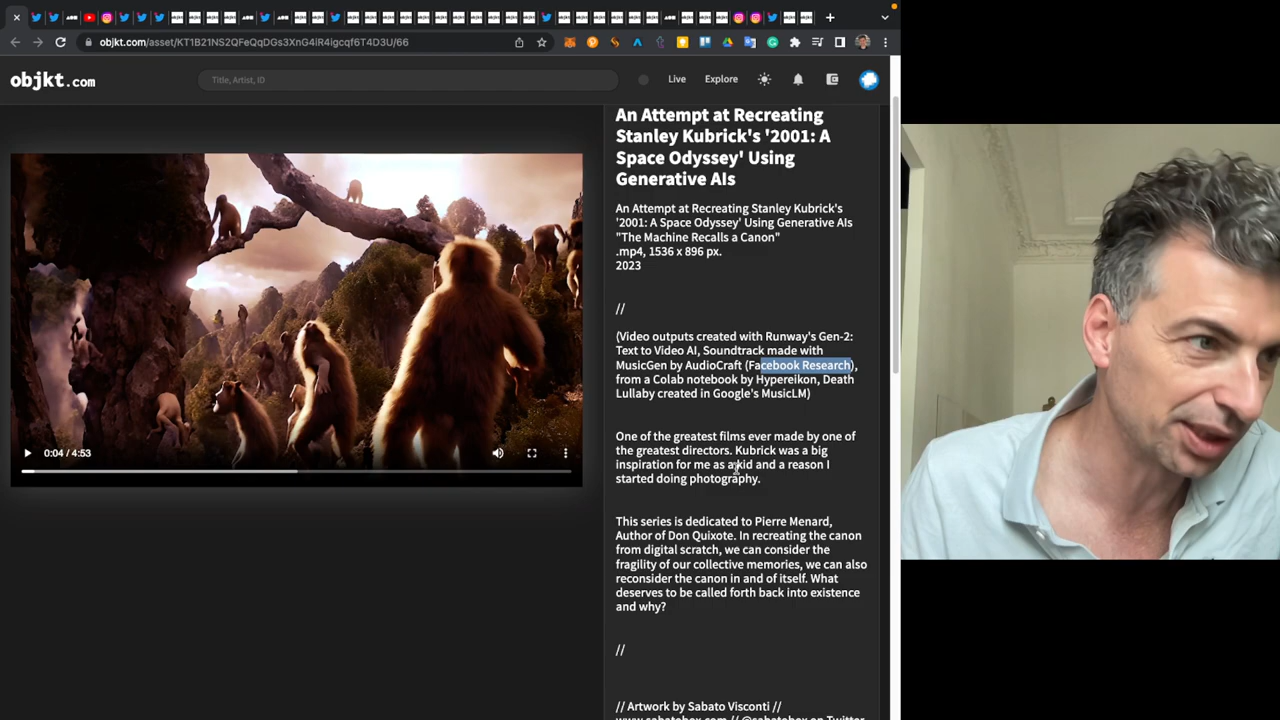 objkt.com/asset/KT1B21NS2QFeQqDGs3XnG4iR4igcqf6T4D3U/66
objkt.com
Title, Artist, ID
Live
Explore
An Attempt at Recreating
Stanley Kubrick's '2001: A
Space Odyssey' Using
Generative AIs
An Attempt at Recreating Stanley Kubrick's
'2001: A Space Odyssey' Using Generative AIs
"The Machine Recalls a Canon"
.mp4, 1536 x 896 px.
2023
//
(Video outputs created with Runway's Gen-2:
Text to Video AI, Soundtrack made with
MusicGen by AudioCraft (Facebook Research),
from a Colab notebook by Hypereikon, Death
Lullaby created in Google's MusicLM)
0:04 / 4:53
One of the greatest films ever made by one of
the greatest directors. Kubrick was a big
inspiration for me as a kid and a reason I
started doing photography.
This series is dedicated to Pierre Menard,
Author of Don Quixote. In recreating the canon
from digital scratch, we can consider the
fragility of our collective memories, we can also
reconsider the canon in and of itself. What
deserves to be called forth back into existence
and why?
//
// Artwork by Sabato Visconti //
www.sabatobox.com // @sabatobox on Twitter